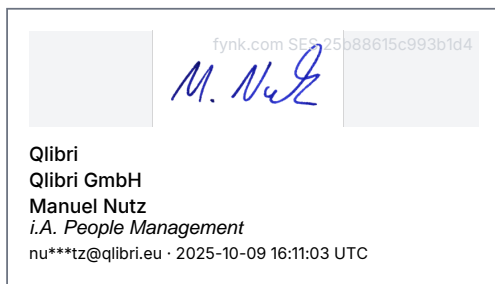 fynk.com SES 25b88615c993b1d4
M. Nutz
Qlibri
Qlibri GmbH
Manuel Nutz
i.A. People Management
nu***tz@qlibri.eu · 2025-10-09 16:11:03 UTC